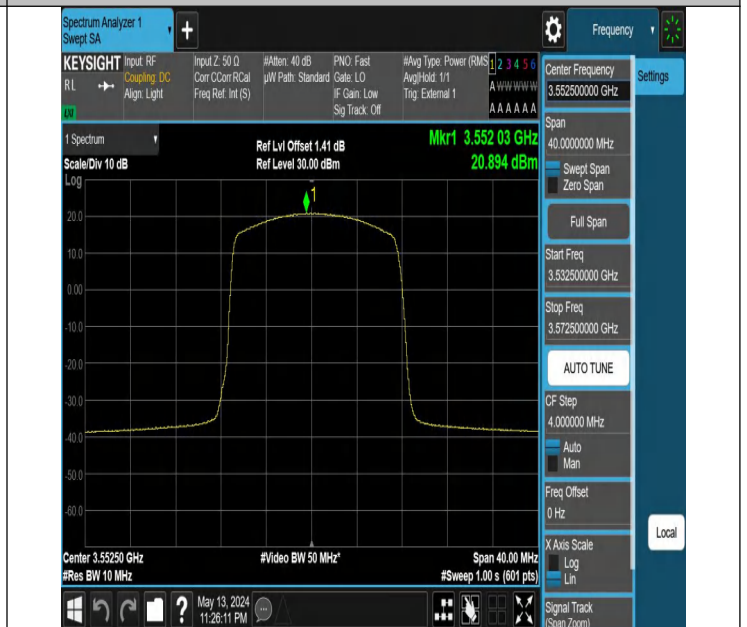 Spectrum Analyzer 1
Swept SA
+
Frequency
KEYSIGHT
RL
LXI
Input: RF
Coupling: DC
Align: Light
Input Z: 50 Ω
Corr CCorr RCal
Freq Ref: Int (S)
#Atten: 40 dB
µW Path: Standard
PNO: Fast
Gate: LO
IF Gain: Low
Sig Track: Off
#Avg Type: Power (RMS
Avg|Hold: 1/1
Trig: External 1
1 2 3 4 5 6
A W W W W W
A A A A A A
1 Spectrum
Scale/Div 10 dB
Log
Ref Lvl Offset 1.41 dB
Ref Level 30.00 dBm
Mkr1 3.552 03 GHz
20.894 dBm
1
20.0
10.0
0.00
-10.0
-20.0
-30.0
-40.0
-50.0
-60.0
Center 3.55250 GHz
#Res BW 10 MHz
#Video BW 50 MHz*
Span 40.00 MHz
#Sweep 1.00 s (601 pts)
?
May 13, 2024
11:26:11 PM
Center Frequency
3.552500000 GHz
Settings
Span
40.0000000 MHz
Swept Span
Zero Span
Full Span
Start Freq
3.532500000 GHz
Stop Freq
3.572500000 GHz
AUTO TUNE
CF Step
4.000000 MHz
Auto
Man
Freq Offset
0 Hz
Local
X Axis Scale
Log
Lin
Signal Track
(Span Zoom)